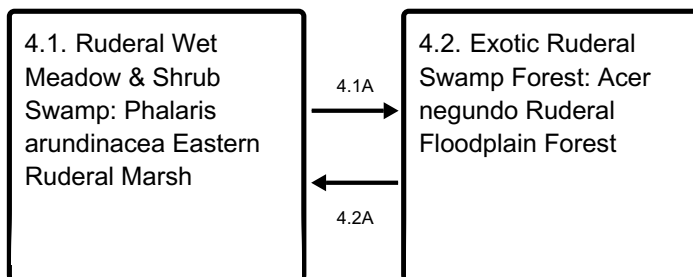 4.1. Ruderal Wet
Meadow & Shrub
Swamp: Phalaris
arundinacea Eastern
Ruderal Marsh
4.1A
4.2A
4.2. Exotic Ruderal
Swamp Forest: Acer
negundo Ruderal
Floodplain Forest